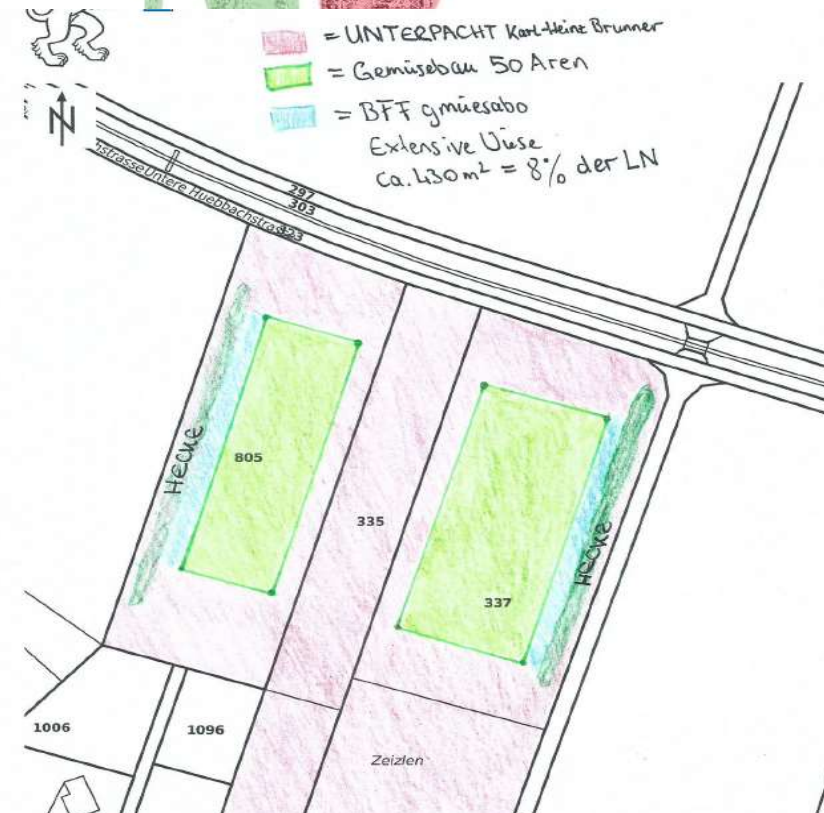 = UNTERPACHT Karl-Heinz Brunner
= Gemüsebau 50 Aren
= BFF gmüesabo
Extensive Wiese
ca. 430 m² = 8% der LN
N
297
303
323
Untere Huebbachstrasse
HECKE
805
335
337
HECKE
1006
1096
Zeizlen